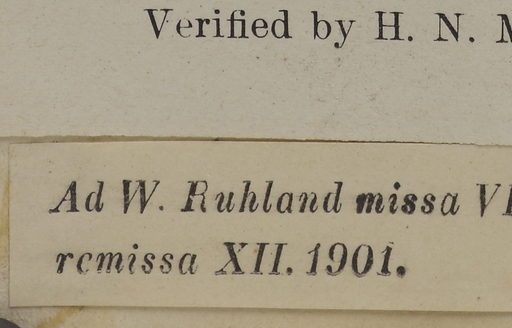 Verified by H. N.
Ad W. Ruhland missa
remissa XII. 1901.